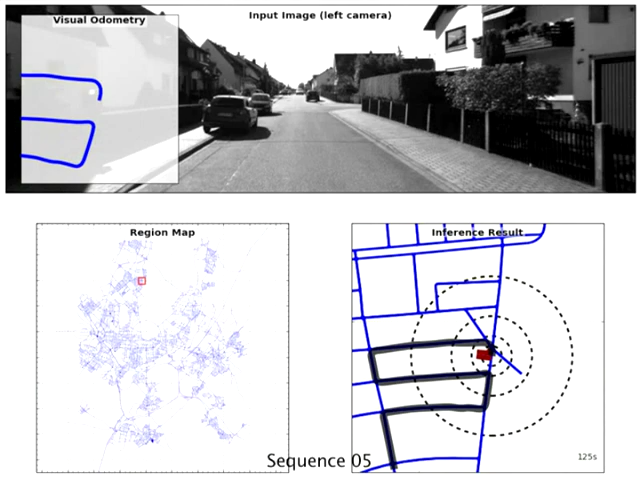 Visual Odometry
Input Image (left camera)
Region Map
Inference Result
125s
Sequence 05